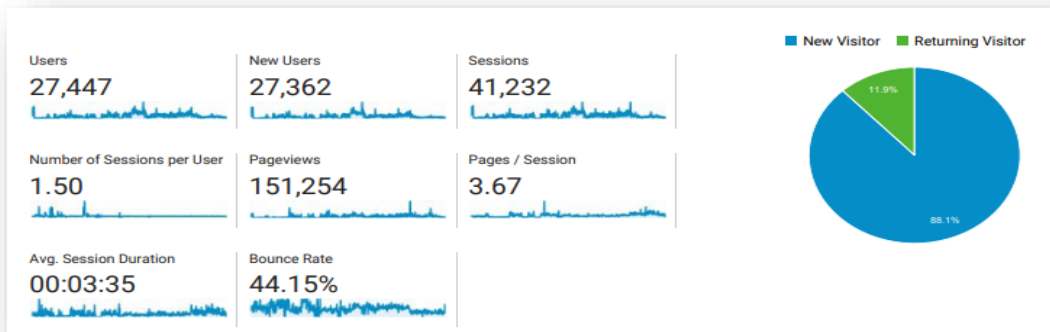 New Visitor Returning Visitor
Users New Users Sessions
27,447 27,362 41,232
Number of Sessions per User Pageviews Pages / Session
1.50 151,254 3.67
Avg. Session Duration Bounce Rate
00:03:35 44.15%
11.9%
88.1%